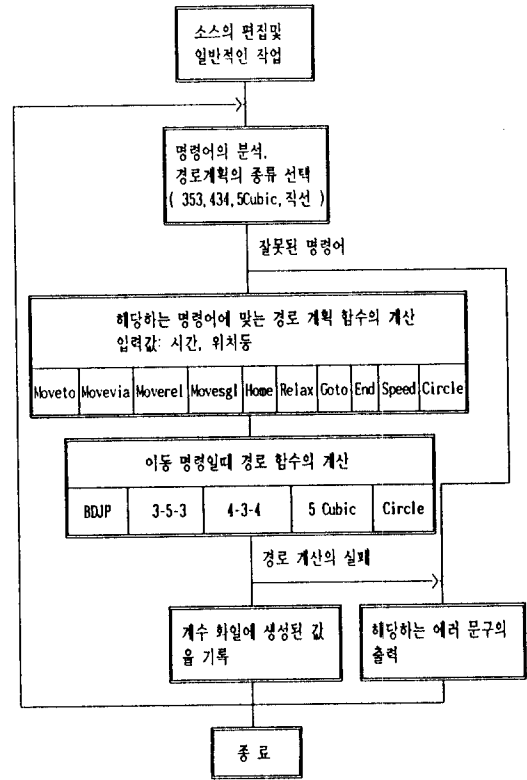 소스의 편집및
일반적인 작업
명령어의 분석,
경로계획의 종류 선택
( 353,434,5Cubic,직선 )
잘못된 명령어
해당하는 명령어에 맞는 경로 계획 함수의 계산
입력값: 시간, 위치등
Moveto Movevia Moverel Movesgl Home Relax Goto End Speed Circle
이동 명령일때 경로 함수의 계산
BDJP 3-5-3 4-3-4 5 Cubic Circle
경로 계산의 실패
계수 화일에 생성된 값
을 기록
해당하는 에러 문구의
출력
종 료